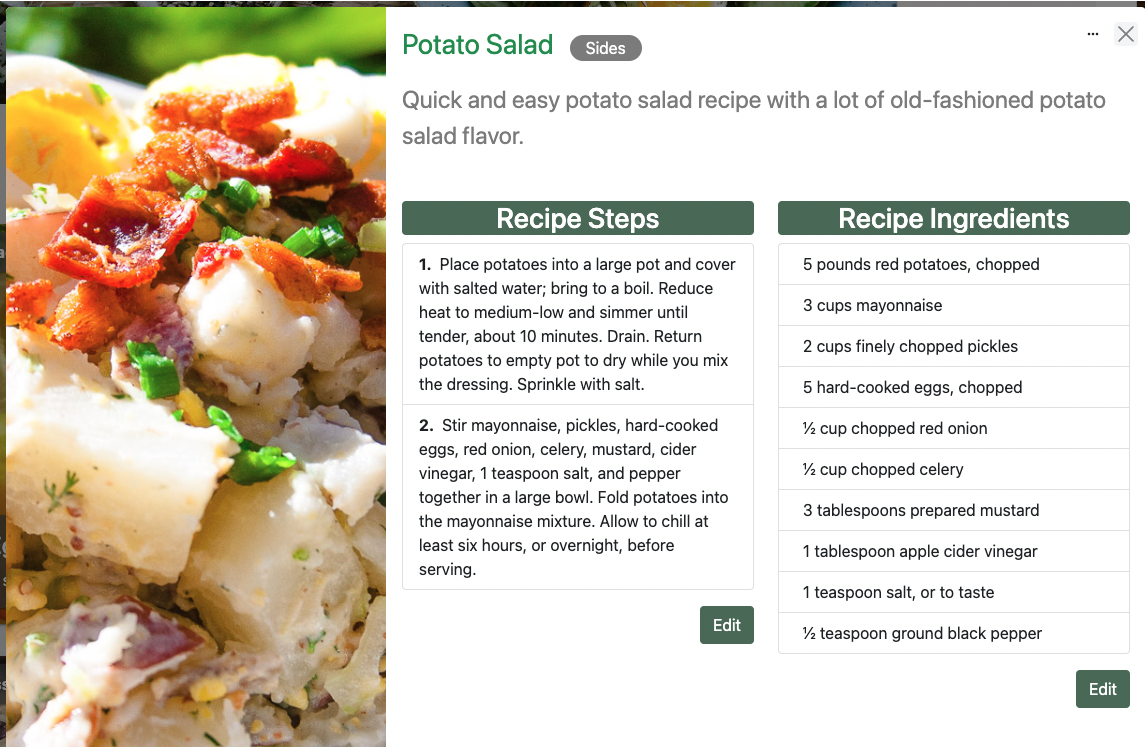 Potato Salad
Sides
...
Quick and easy potato salad recipe with a lot of old-fashioned potato
salad flavor.
Recipe Steps
1. Place potatoes into a large pot and cover
with salted water; bring to a boil. Reduce
heat to medium-low and simmer until
tender, about 10 minutes. Drain. Return
potatoes to empty pot to dry while you mix
the dressing. Sprinkle with salt.
2. Stir mayonnaise, pickles, hard-cooked
eggs, red onion, celery, mustard, cider
vinegar, 1 teaspoon salt, and pepper
together in a large bowl. Fold potatoes into
the mayonnaise mixture. Allow to chill at
least six hours, or overnight, before
serving.
Edit
Recipe Ingredients
5 pounds red potatoes, chopped
3 cups mayonnaise
2 cups finely chopped pickles
5 hard-cooked eggs, chopped
½ cup chopped red onion
½ cup chopped celery
3 tablespoons prepared mustard
1 tablespoon apple cider vinegar
1 teaspoon salt, or to taste
½ teaspoon ground black pepper
Edit